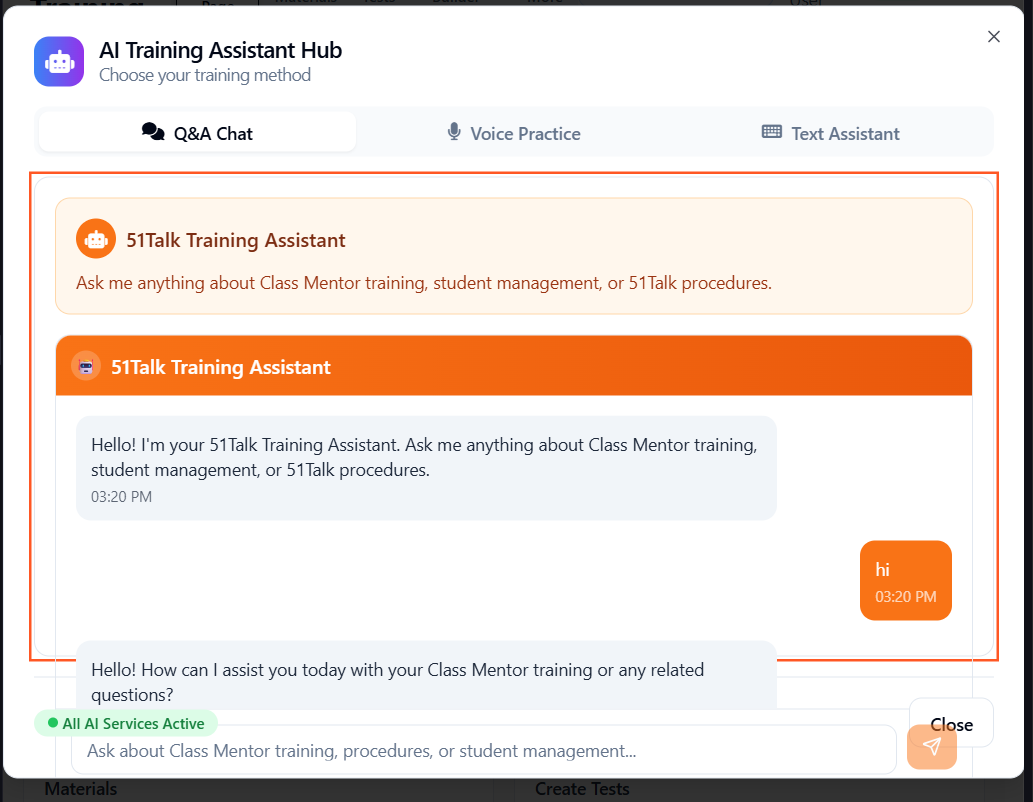 AI Training Assistant Hub
Choose your training method
Q&A Chat
Voice Practice
Text Assistant
51Talk Training Assistant
Ask me anything about Class Mentor training, student management, or 51Talk procedures.
51Talk Training Assistant
Hello! I'm your 51Talk Training Assistant. Ask me anything about Class Mentor training,
student management, or 51Talk procedures.
03:20 PM
hi
03:20 PM
Hello! How can I assist you today with your Class Mentor training or any related
questions?
All AI Services Active
Close
Ask about Class Mentor training, procedures, or student management...
Materials
Create Tests